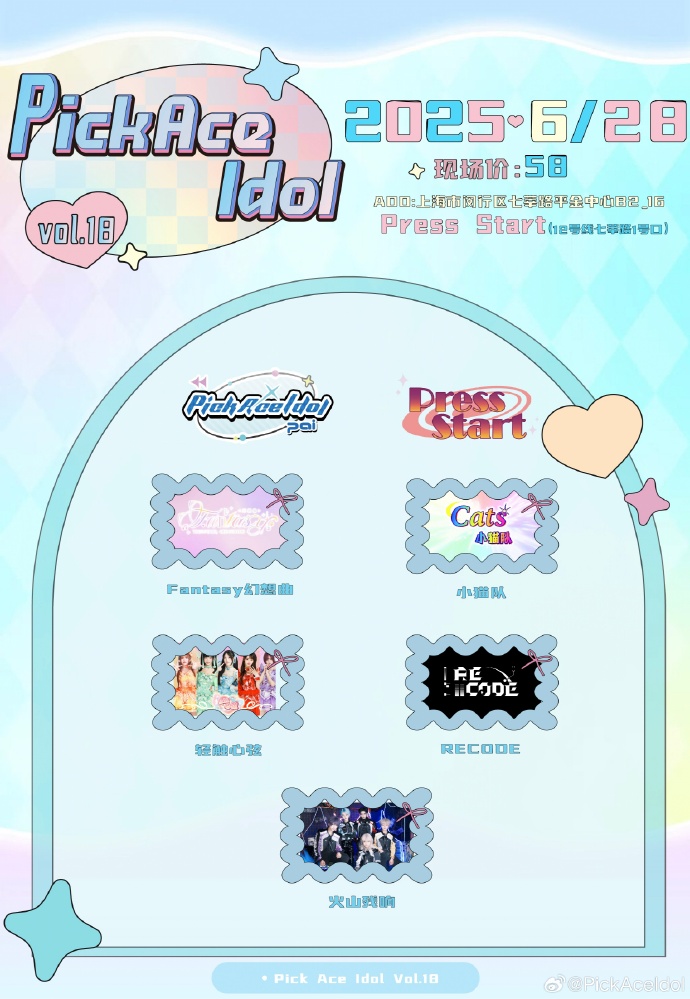 PickAce
Idol
vol.18
2025 6/28
现场价:58
ADD:上海市闵行区七莘路平金中心B2_16
Press Start(12号线七莘路1号口)
PickAceIdol
pai
Press
Start
Fantasy幻想曲
Cats
小猫队
小猫队
轻触心弦
RECODE
RECODE
火山残响
• Pick Ace Idol Vol.18
@PickAceIdol